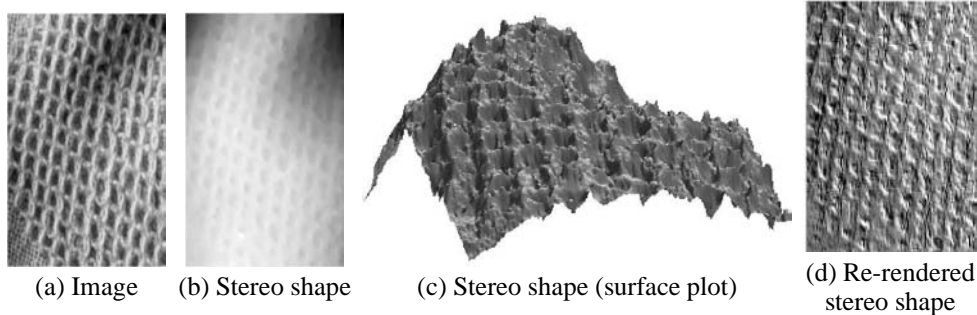 (a) Image
(b) Stereo shape
(c) Stereo shape (surface plot)
(d) Re-rendered
stereo shape